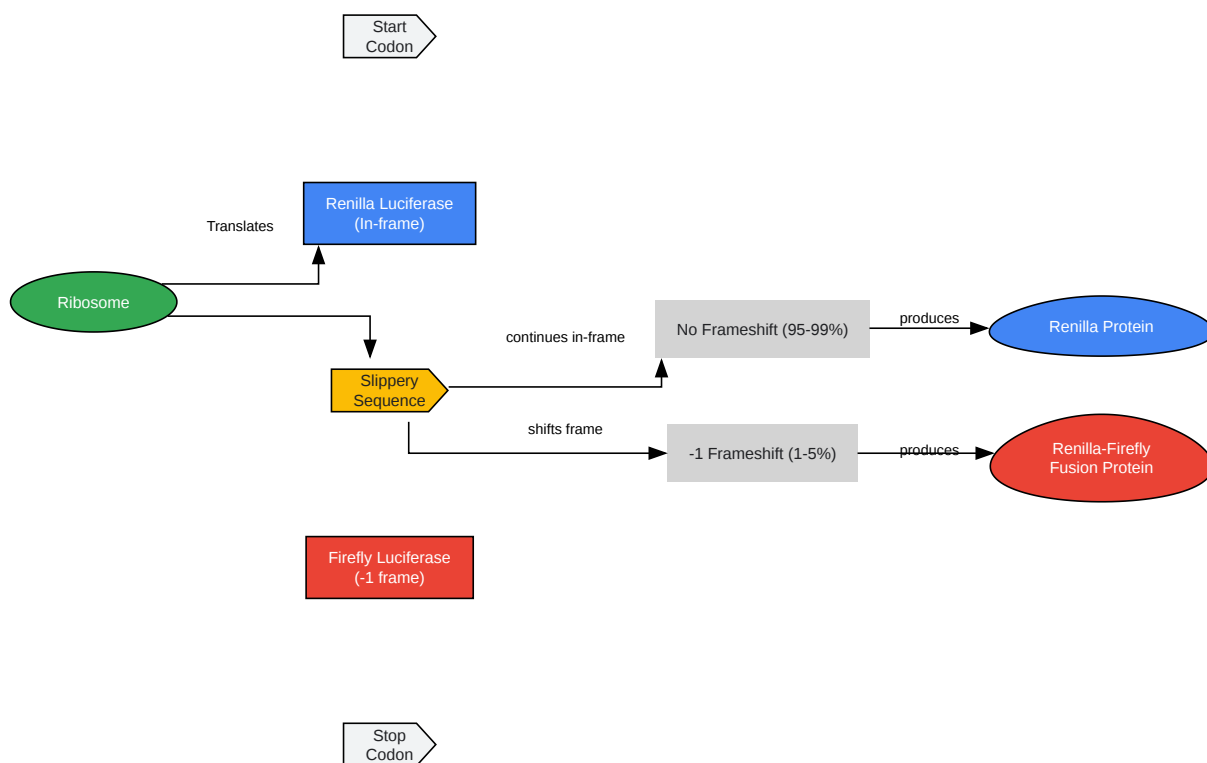 Start
Codon
Renilla Luciferase
(In-frame)
Translates
Ribosome
continues in-frame
No Frameshift (95-99%)
produces
Renilla Protein
Slippery
Sequence
shifts frame
-1 Frameshift (1-5%)
produces
Renilla-Firefly
Fusion Protein
Firefly Luciferase
(-1 frame)
Stop
Codon